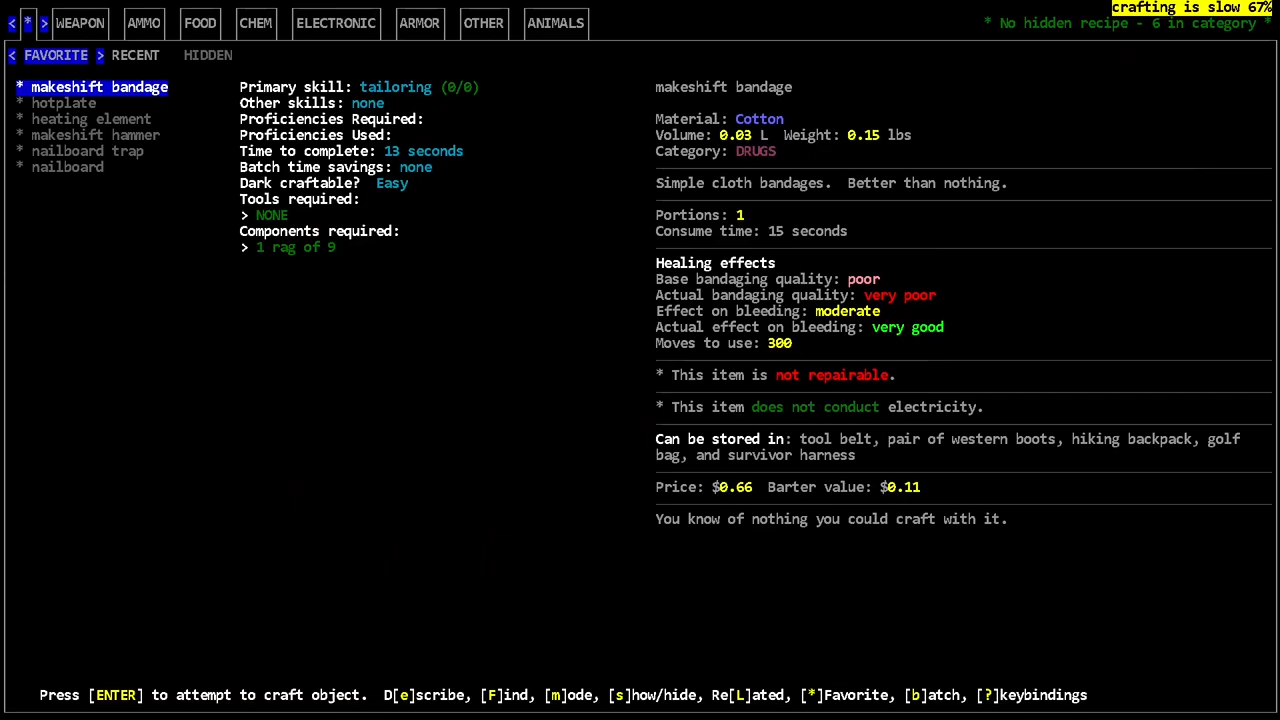 crafting is slow 67%
< * > WEAPON AMMO FOOD CHEM ELECTRONIC ARMOR OTHER ANIMALS
* No hidden recipe - 6 in category *
< FAVORITE > RECENT HIDDEN
* makeshift bandage
* hotplate
* heating element
* makeshift hammer
* nailboard trap
* nailboard
Primary skill: tailoring (0/0)
Other skills: none
Proficiencies Required:
Proficiencies Used:
Time to complete: 13 seconds
Batch time savings: none
Dark craftable? Easy
Tools required:
> NONE
Components required:
> 1 rag of 9
makeshift bandage
Material: Cotton
Volume: 0.03 L Weight: 0.15 lbs
Category: DRUGS
Simple cloth bandages. Better than nothing.
Portions: 1
Consume time: 15 seconds
Healing effects
Base bandaging quality: poor
Actual bandaging quality: very poor
Effect on bleeding: moderate
Actual effect on bleeding: very good
Moves to use: 300
* This item is not repairable.
* This item does not conduct electricity.
Can be stored in: tool belt, pair of western boots, hiking backpack, golf
bag, and survivor harness
Price: $0.66 Barter value: $0.11
You know of nothing you could craft with it.
Press [ENTER] to attempt to craft object. D[e]scribe, [F]ind, [m]ode, [s]how/hide, Re[L]ated, [*]Favorite, [b]atch, [?]keybindings